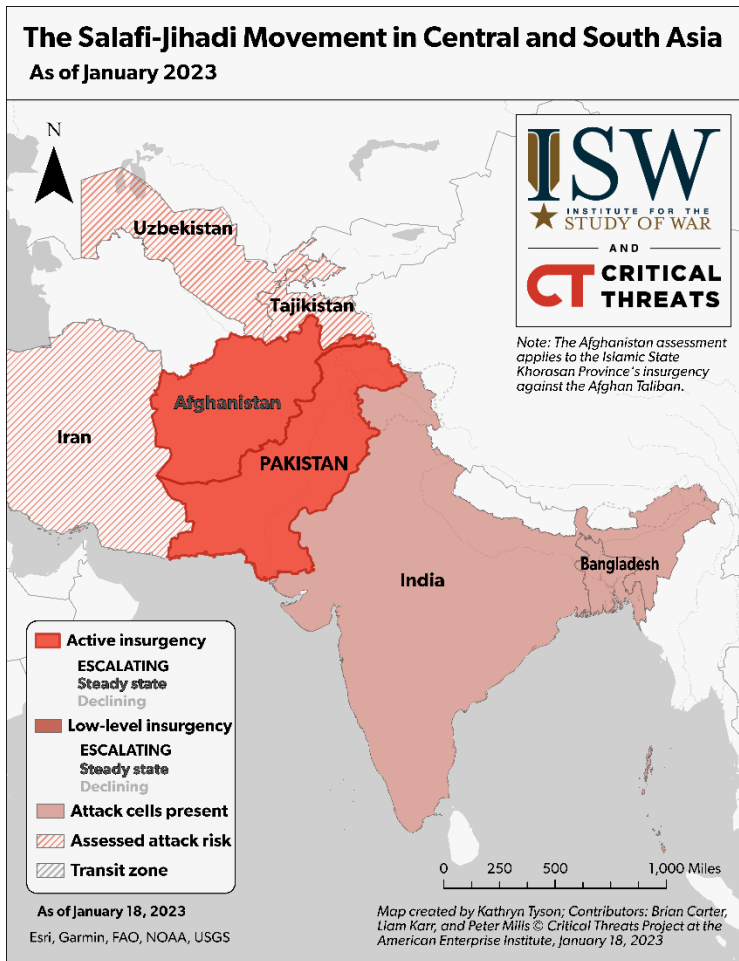 The Salafi-Jihadi Movement in Central and South Asia
As of January 2023
N
ISW
INSTITUTE FOR THE
STUDY OF WAR
AND
CT CRITICAL
THREATS
Note: The Afghanistan assessment
applies to the Islamic State
Khorasan Province's insurgency
against the Afghan Taliban.
Uzbekistan
Tajikistan
Afghanistan
Iran
PAKISTAN
India
Bangladesh
Active insurgency
ESCALATING
Steady state
Declining
Low-level insurgency
ESCALATING
Steady state
Declining
Attack cells present
Assessed attack risk
Transit zone
0 250 500 1,000 Miles
As of January 18, 2023
Esri, Garmin, FAO, NOAA, USGS
Map created by Kathryn Tyson; Contributors: Brian Carter,
Liam Karr, and Peter Mills © Critical Threats Project at the
American Enterprise Institute, January 18, 2023